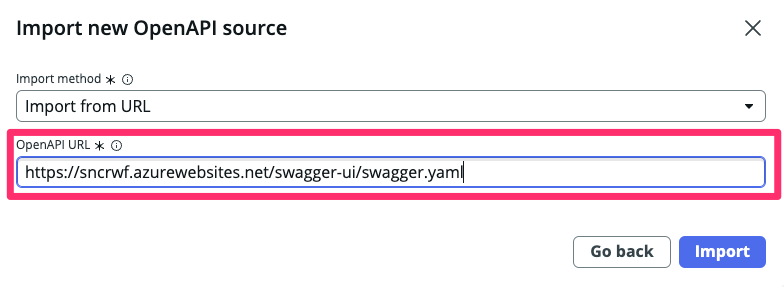 Import new OpenAPI source
Import method *
Import from URL
OpenAPI URL *
https://sncrwf.azurewebsites.net/swagger-ui/swagger.yaml
Go back Import